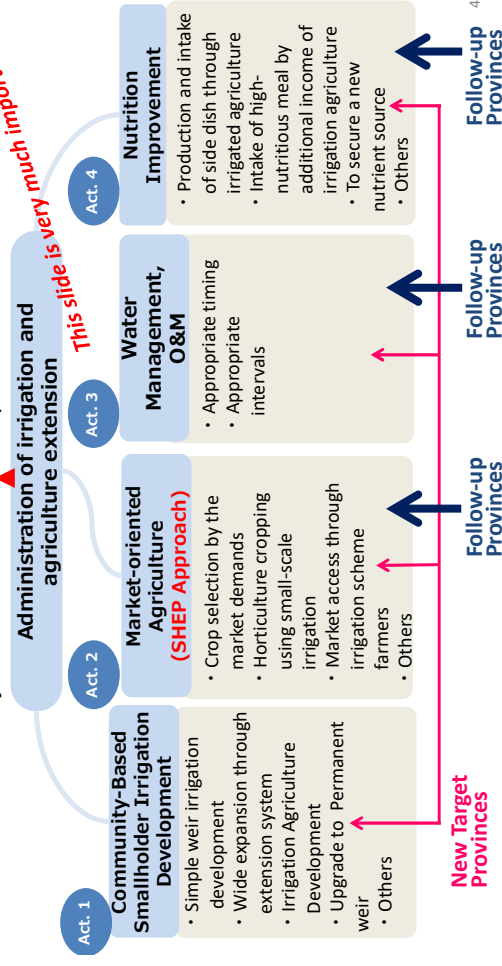 Administration of irrigation and
agriculture extension
This slide is very much import
Act. 1
Community-Based
Smallholder Irrigation
Development
• Simple weir irrigation
development
• Wide expansion through
extension system
• Irrigation Agriculture
Development
• Upgrade to Permanent
weir
• Others
Act. 2
Market-oriented
Agriculture
(SHEP Approach)
• Crop selection by the
market demands
• Horticulture cropping
using small-scale
irrigation
• Market access through
irrigation scheme
farmers
• Others
Act. 3
Water
Management,
O&M
• Appropriate timing
• Appropriate
intervals
Act. 4
Nutrition
Improvement
• Production and intake
of side dish through
irrigated agriculture
• Intake of high-
nutritious meal by
additional income of
irrigation agriculture
• To secure a new
nutrient source
• Others
New Target
Provinces
Follow-up
Provinces
Follow-up
Provinces
Follow-up
Provinces
4